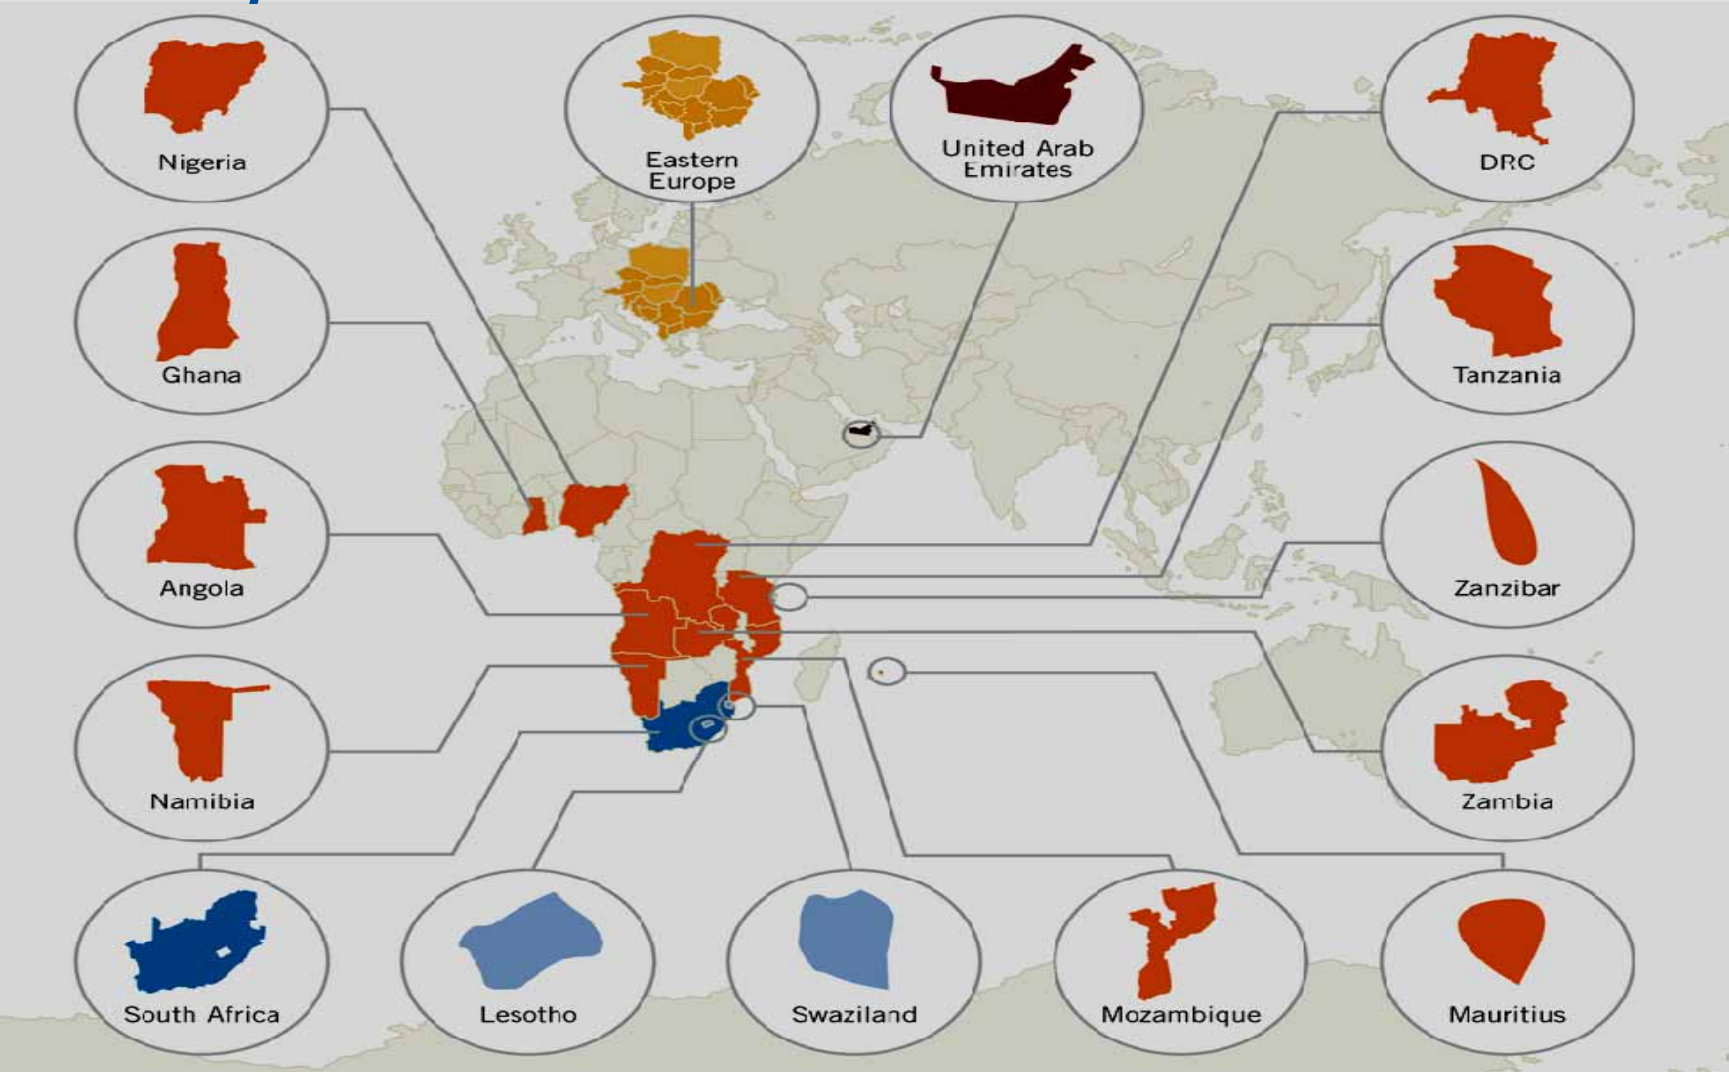 Nigeria
Eastern
Europe
United Arab
Emirates
DRC
Ghana
Tanzania
Angola
Zanzibar
Namibia
Zambia
South Africa
Lesotho
Swaziland
Mozambique
Mauritius